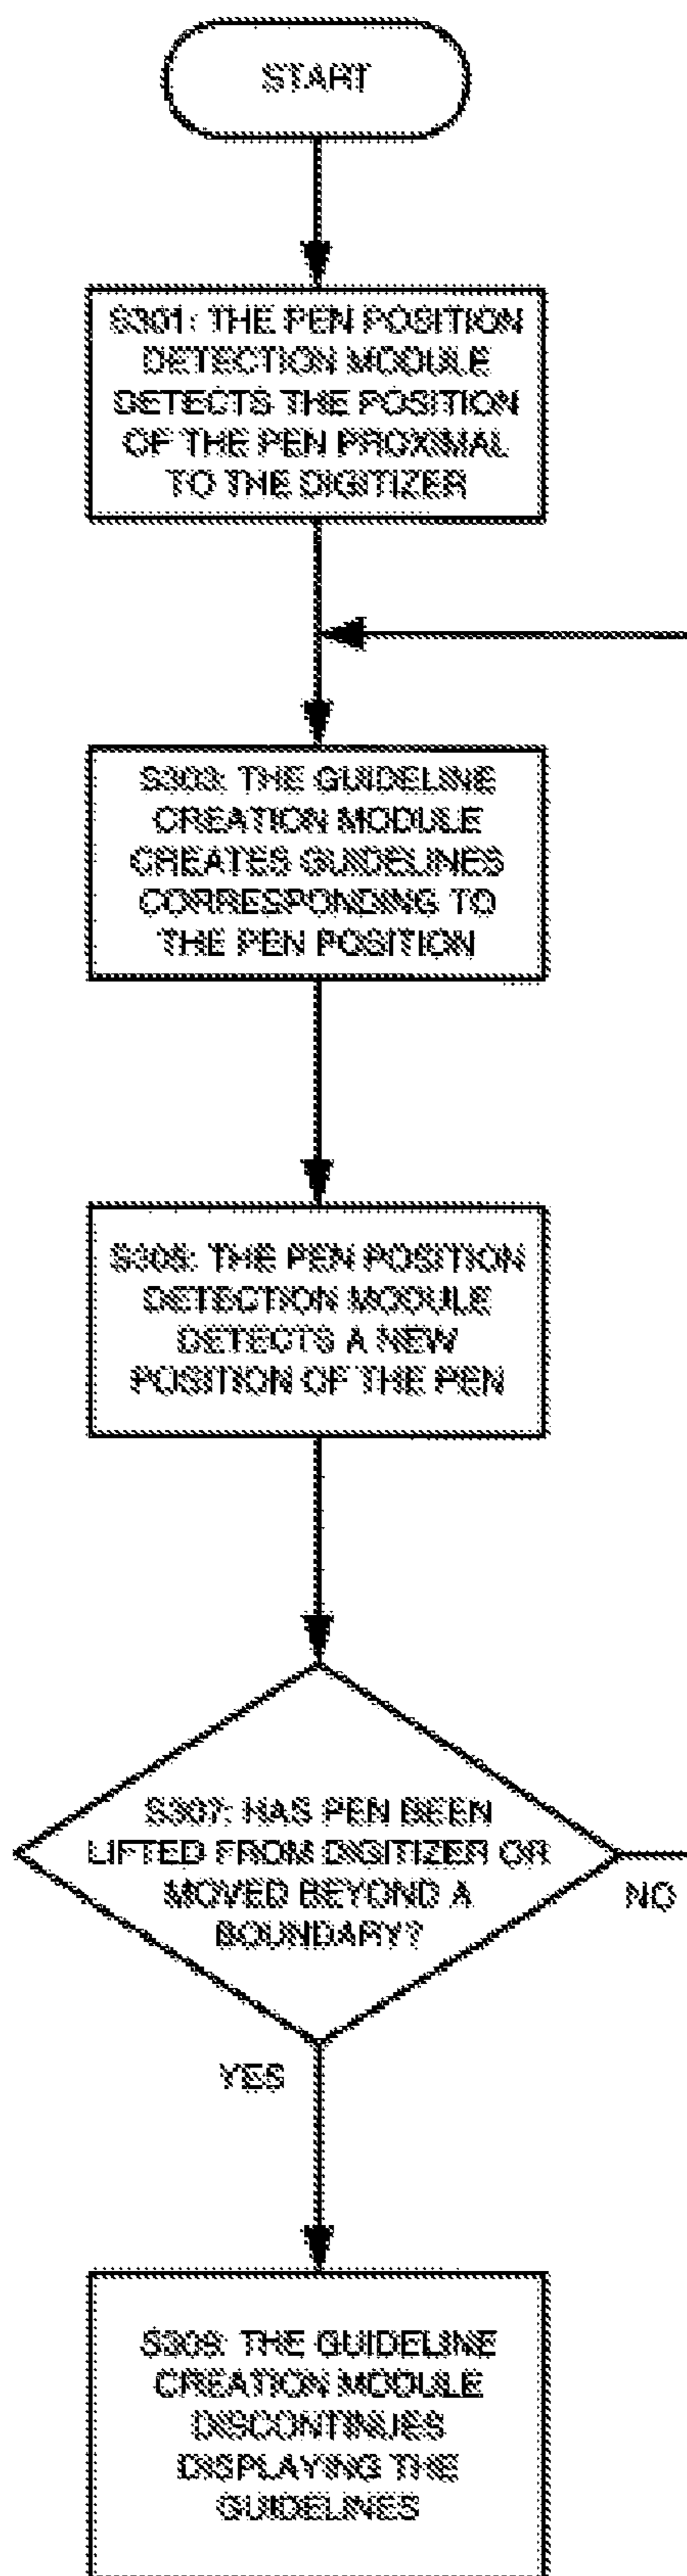 START
S301: THE PEN POSITION
DETECTION MODULE
DETECTS THE POSITION
OF THE PEN PROXIMAL
TO THE DIGITIZER
S303: THE GUIDELINE
CREATION MODULE
CREATES GUIDELINES
CORRESPONDING TO
THE PEN POSITION
S305: THE PEN POSITION
DETECTION MODULE
DETECTS A NEW
POSITION OF THE PEN
S307: HAS PEN BEEN
LIFTED FROM DIGITIZER OR
MOVED BEYOND A
BOUNDARY?
NO
YES
S309: THE GUIDELINE
CREATION MODULE
DISCONTINUES
DISPLAYING THE
GUIDELINES